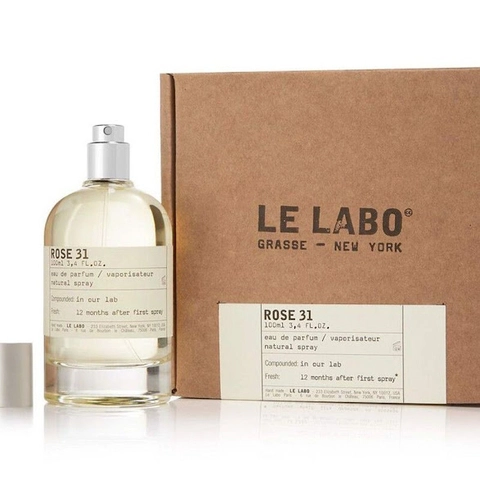 ROSE 31
100ml 3,4 FL.OZ.
eau de parfum / vaporisateur
natural spray
Compounded: in our lab
Fresh: 12 months after first spray
LE LABO
LE LABO
GRASSE – NEW YORK
ROSE 31
100ml 3,4 FL.OZ.
eau de parfum / vaporisateur
natural spray
Compounded: in our lab
Fresh: 12 months after first spray*
LE LABO